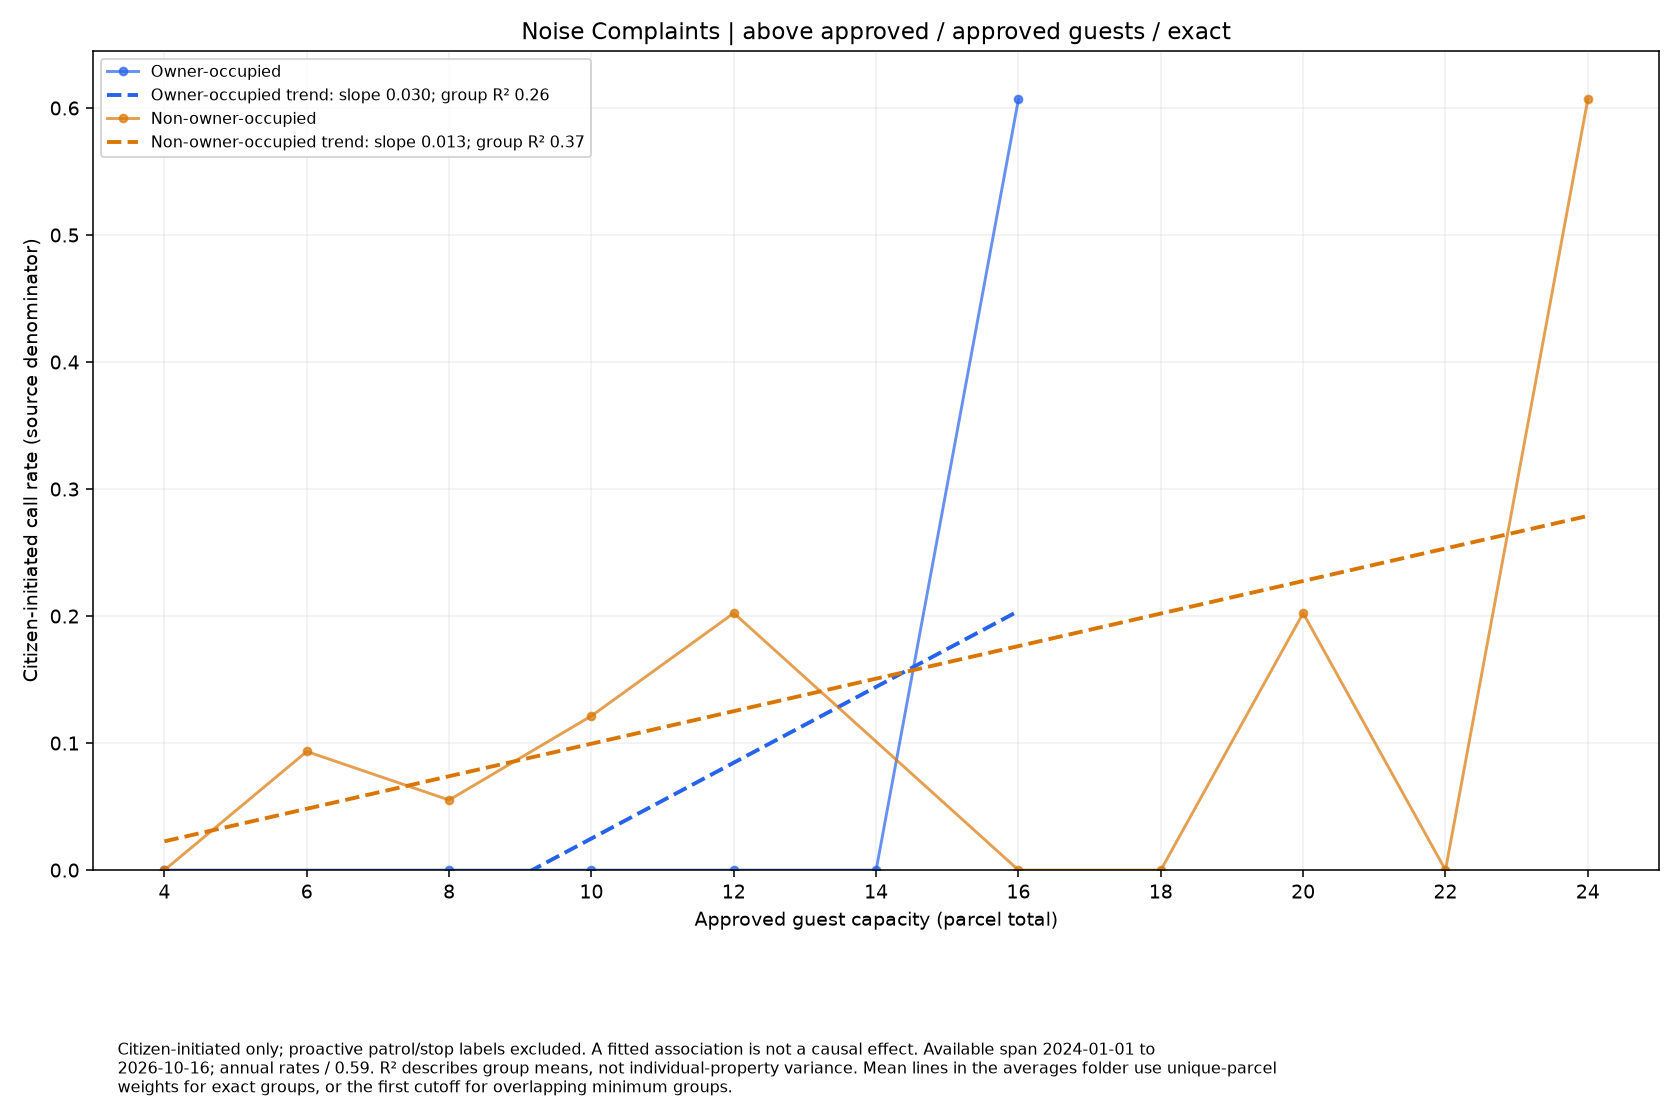 Noise Complaints | above approved / approved guests / exact
Owner-occupied
Owner-occupied trend: slope 0.030; group R² 0.26
Non-owner-occupied
Non-owner-occupied trend: slope 0.013; group R² 0.37
Citizen-initiated call rate (source denominator)
0.6
0.5
0.4
0.3
0.2
0.1
0.0
4 6 8 10 12 14 16 18 20 22 24
Approved guest capacity (parcel total)
Citizen-initiated only; proactive patrol/stop labels excluded. A fitted association is not a causal effect. Available span 2024-01-01 to
2026-10-16; annual rates / 0.59. R² describes group means, not individual-property variance. Mean lines in the averages folder use unique-parcel
weights for exact groups, or the first cutoff for overlapping minimum groups.